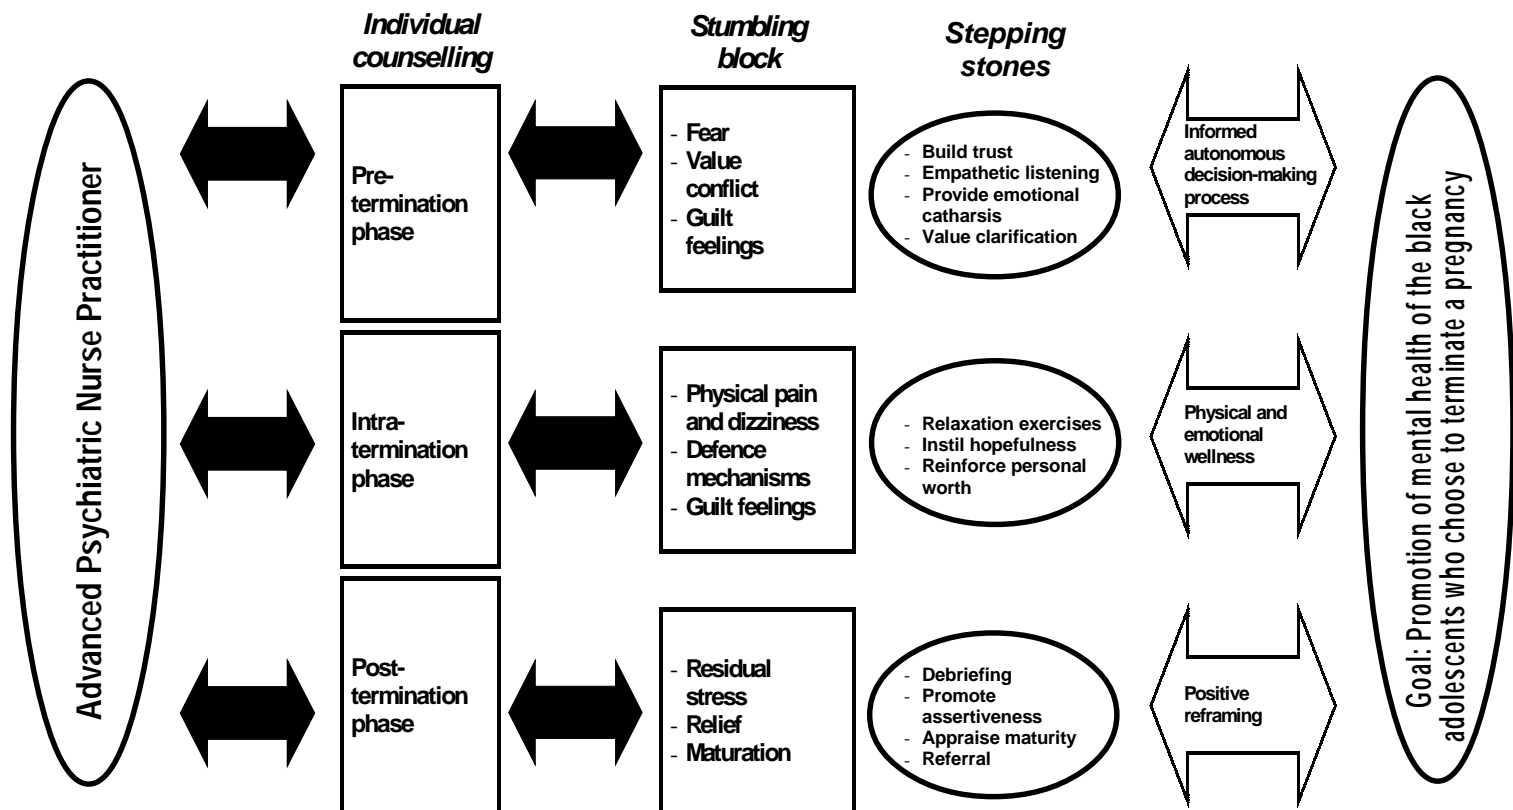 Individual
counselling
Stumbling
block
Stepping
stones
Advanced Psychiatric Nurse Practitioner
Pre-
termination
phase
- Fear
- Value
conflict
- Guilt
feelings
- Build trust
- Empathetic listening
- Provide emotional
catharsis
- Value clarification
Informed
autonomous
decision-making
process
Intra-
termination
phase
- Physical pain
and dizziness
- Defence
mechanisms
- Guilt feelings
- Relaxation exercises
- Instil hopefulness
- Reinforce personal
worth
Physical and
emotional
wellness
Post-
termination
phase
- Residual
stress
- Relief
- Maturation
- Debriefing
- Promote
assertiveness
- Appraise maturity
- Referral
Positive
reframing
Goal: Promotion of mental health of the black
adolescents who choose to terminate a pregnancy